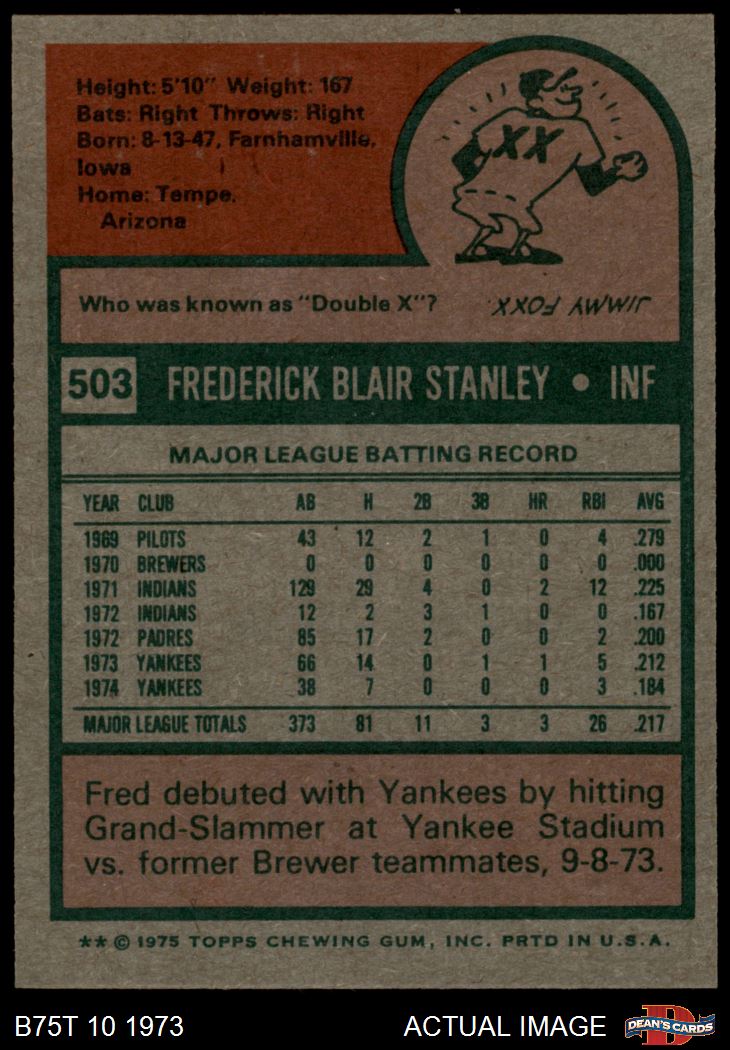 Height: 5'10" Weight: 167
Bats: Right Throws: Right
Born: 8-13-47, Farnhamville,
Iowa
Home: Tempe,
Arizona
XX
Who was known as "Double X"?
JIMMY FOXX
503 FREDERICK BLAIR STANLEY • INF
MAJOR LEAGUE BATTING RECORD
YEAR CLUB AB H 2B 3B HR RBI AVG
1969 PILOTS 43 12 2 1 0 4 .279
1970 BREWERS 0 0 0 0 0 0 .000
1971 INDIANS 129 29 4 0 2 12 .225
1972 INDIANS 12 2 3 1 0 0 .167
1972 PADRES 85 17 2 0 0 2 .200
1973 YANKEES 66 14 0 1 1 5 .212
1974 YANKEES 38 7 0 0 0 3 .184
MAJOR LEAGUE TOTALS 373 81 11 3 3 26 .217
Fred debuted with Yankees by hitting
Grand-Slammer at Yankee Stadium
vs. former Brewer teammates, 9-8-73.
** © 1975 TOPPS CHEWING GUM, INC. PRTD IN U.S.A.
B75T 10 1973 ACTUAL IMAGE
D
DEAN'S CARDS